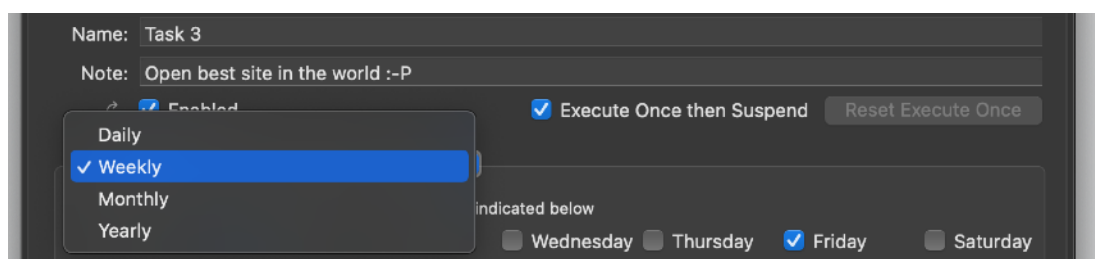 Name: Task 3
Note: Open best site in the world :-P
Enabled Execute Once then Suspend Reset Execute Once
Daily
Weekly
Monthly
indicated below
Yearly
Wednesday Thursday Friday Saturday